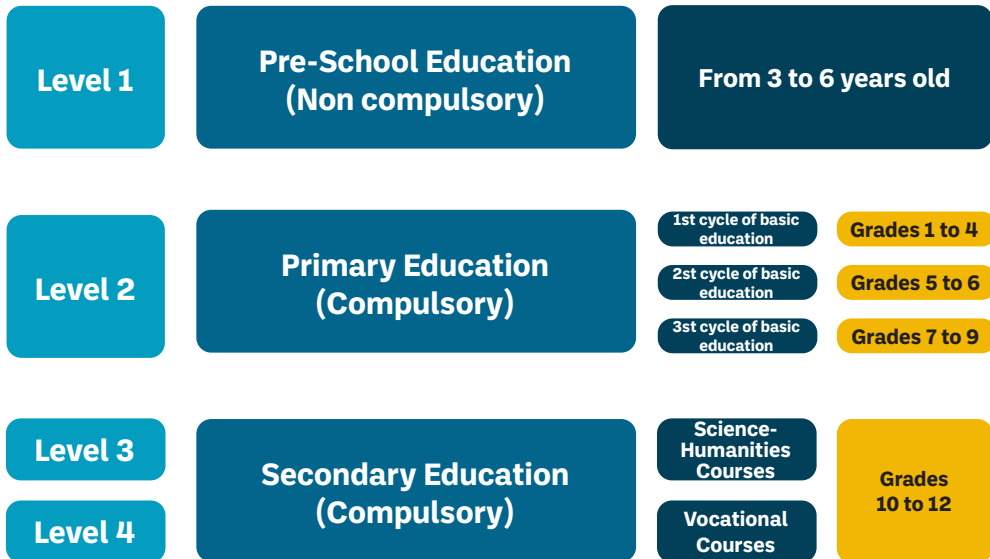 Level 1
Pre-School Education
(Non compulsory)
From 3 to 6 years old
Level 2
Primary Education
(Compulsory)
1st cycle of basic
education
Grades 1 to 4
2st cycle of basic
education
Grades 5 to 6
3st cycle of basic
education
Grades 7 to 9
Level 3
Level 4
Secondary Education
(Compulsory)
Science-
Humanities
Courses
Vocational
Courses
Grades
10 to 12